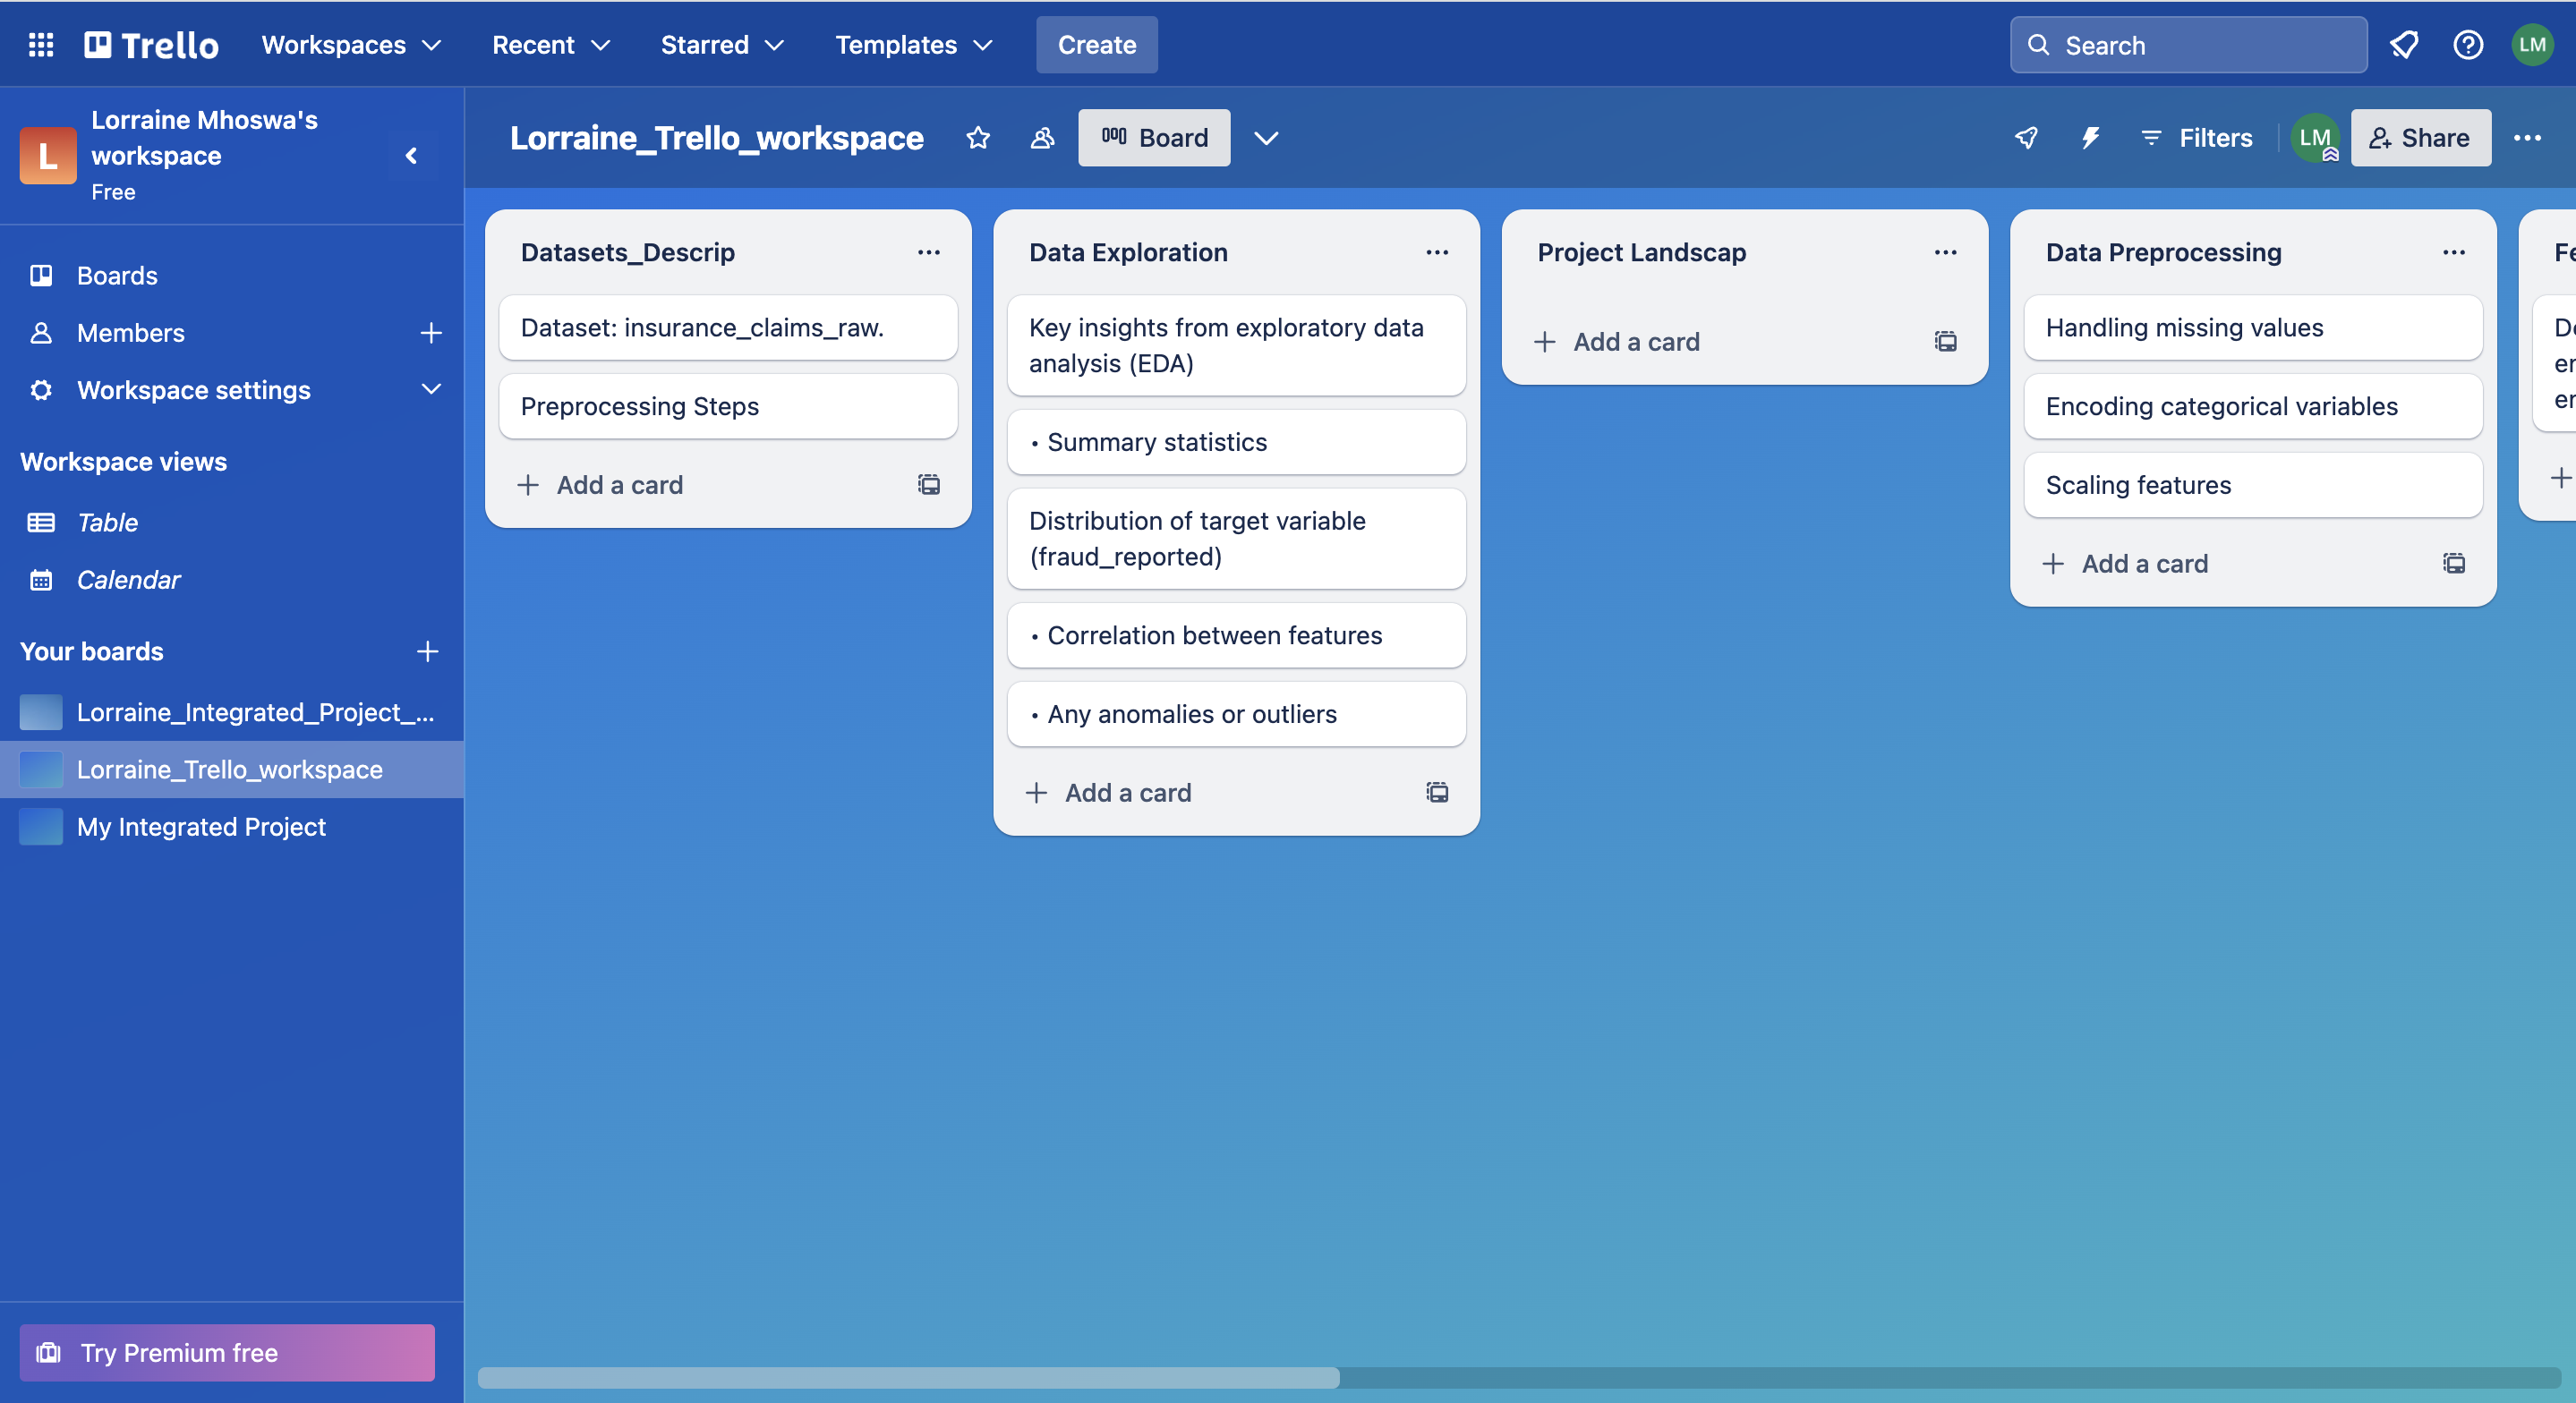 Trello
Workspaces
Recent
Starred
Templates
Create
Search
LM
L
Lorraine Mhoswa's
workspace
Free
Boards
Members
Workspace settings
Workspace views
Table
Calendar
Your boards
Lorraine_Integrated_Project_...
Lorraine_Trello_workspace
My Integrated Project
Try Premium free
Lorraine_Trello_workspace
Board
Filters
LM
Share
Datasets_Descrip
Dataset: insurance_claims_raw.
Preprocessing Steps
Add a card
Data Exploration
Key insights from exploratory data
analysis (EDA)
• Summary statistics
Distribution of target variable
(fraud_reported)
• Correlation between features
• Any anomalies or outliers
Add a card
Project Landscap
Add a card
Data Preprocessing
Handling missing values
Encoding categorical variables
Scaling features
Add a card